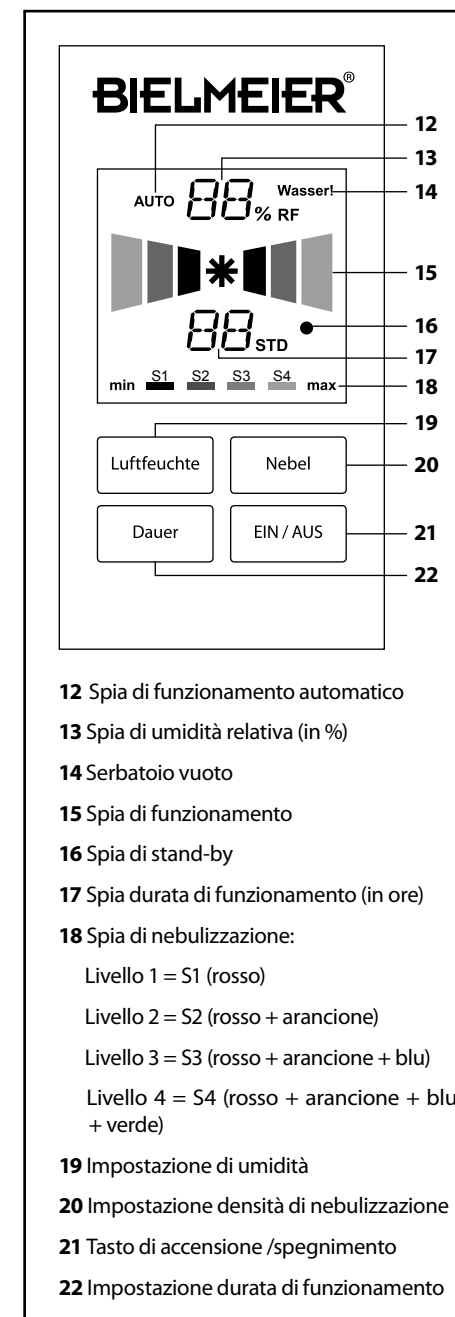 BIELMEIER®
12
13
AUTO 88 % RF Wasser! 14
15
16
88 STD
17
min S1 S2 S3 S4 max 18
19
Luftfeuchte Nebel 20
Dauer EIN / AUS 21
22
12 Spia di funzionamento automatico
13 Spia di umidità relativa (in %)
14 Serbatoio vuoto
15 Spia di funzionamento
16 Spia di stand-by
17 Spia durata di funzionamento (in ore)
18 Spia di nebulizzazione:
Livello 1 = S1 (rosso)
Livello 2 = S2 (rosso + arancione)
Livello 3 = S3 (rosso + arancione + blu)
Livello 4 = S4 (rosso + arancione + blu
+ verde)
19 Impostazione di umidità
20 Impostazione densità di nebulizzazione
21 Tasto di accensione /spegnimento
22 Impostazione durata di funzionamento